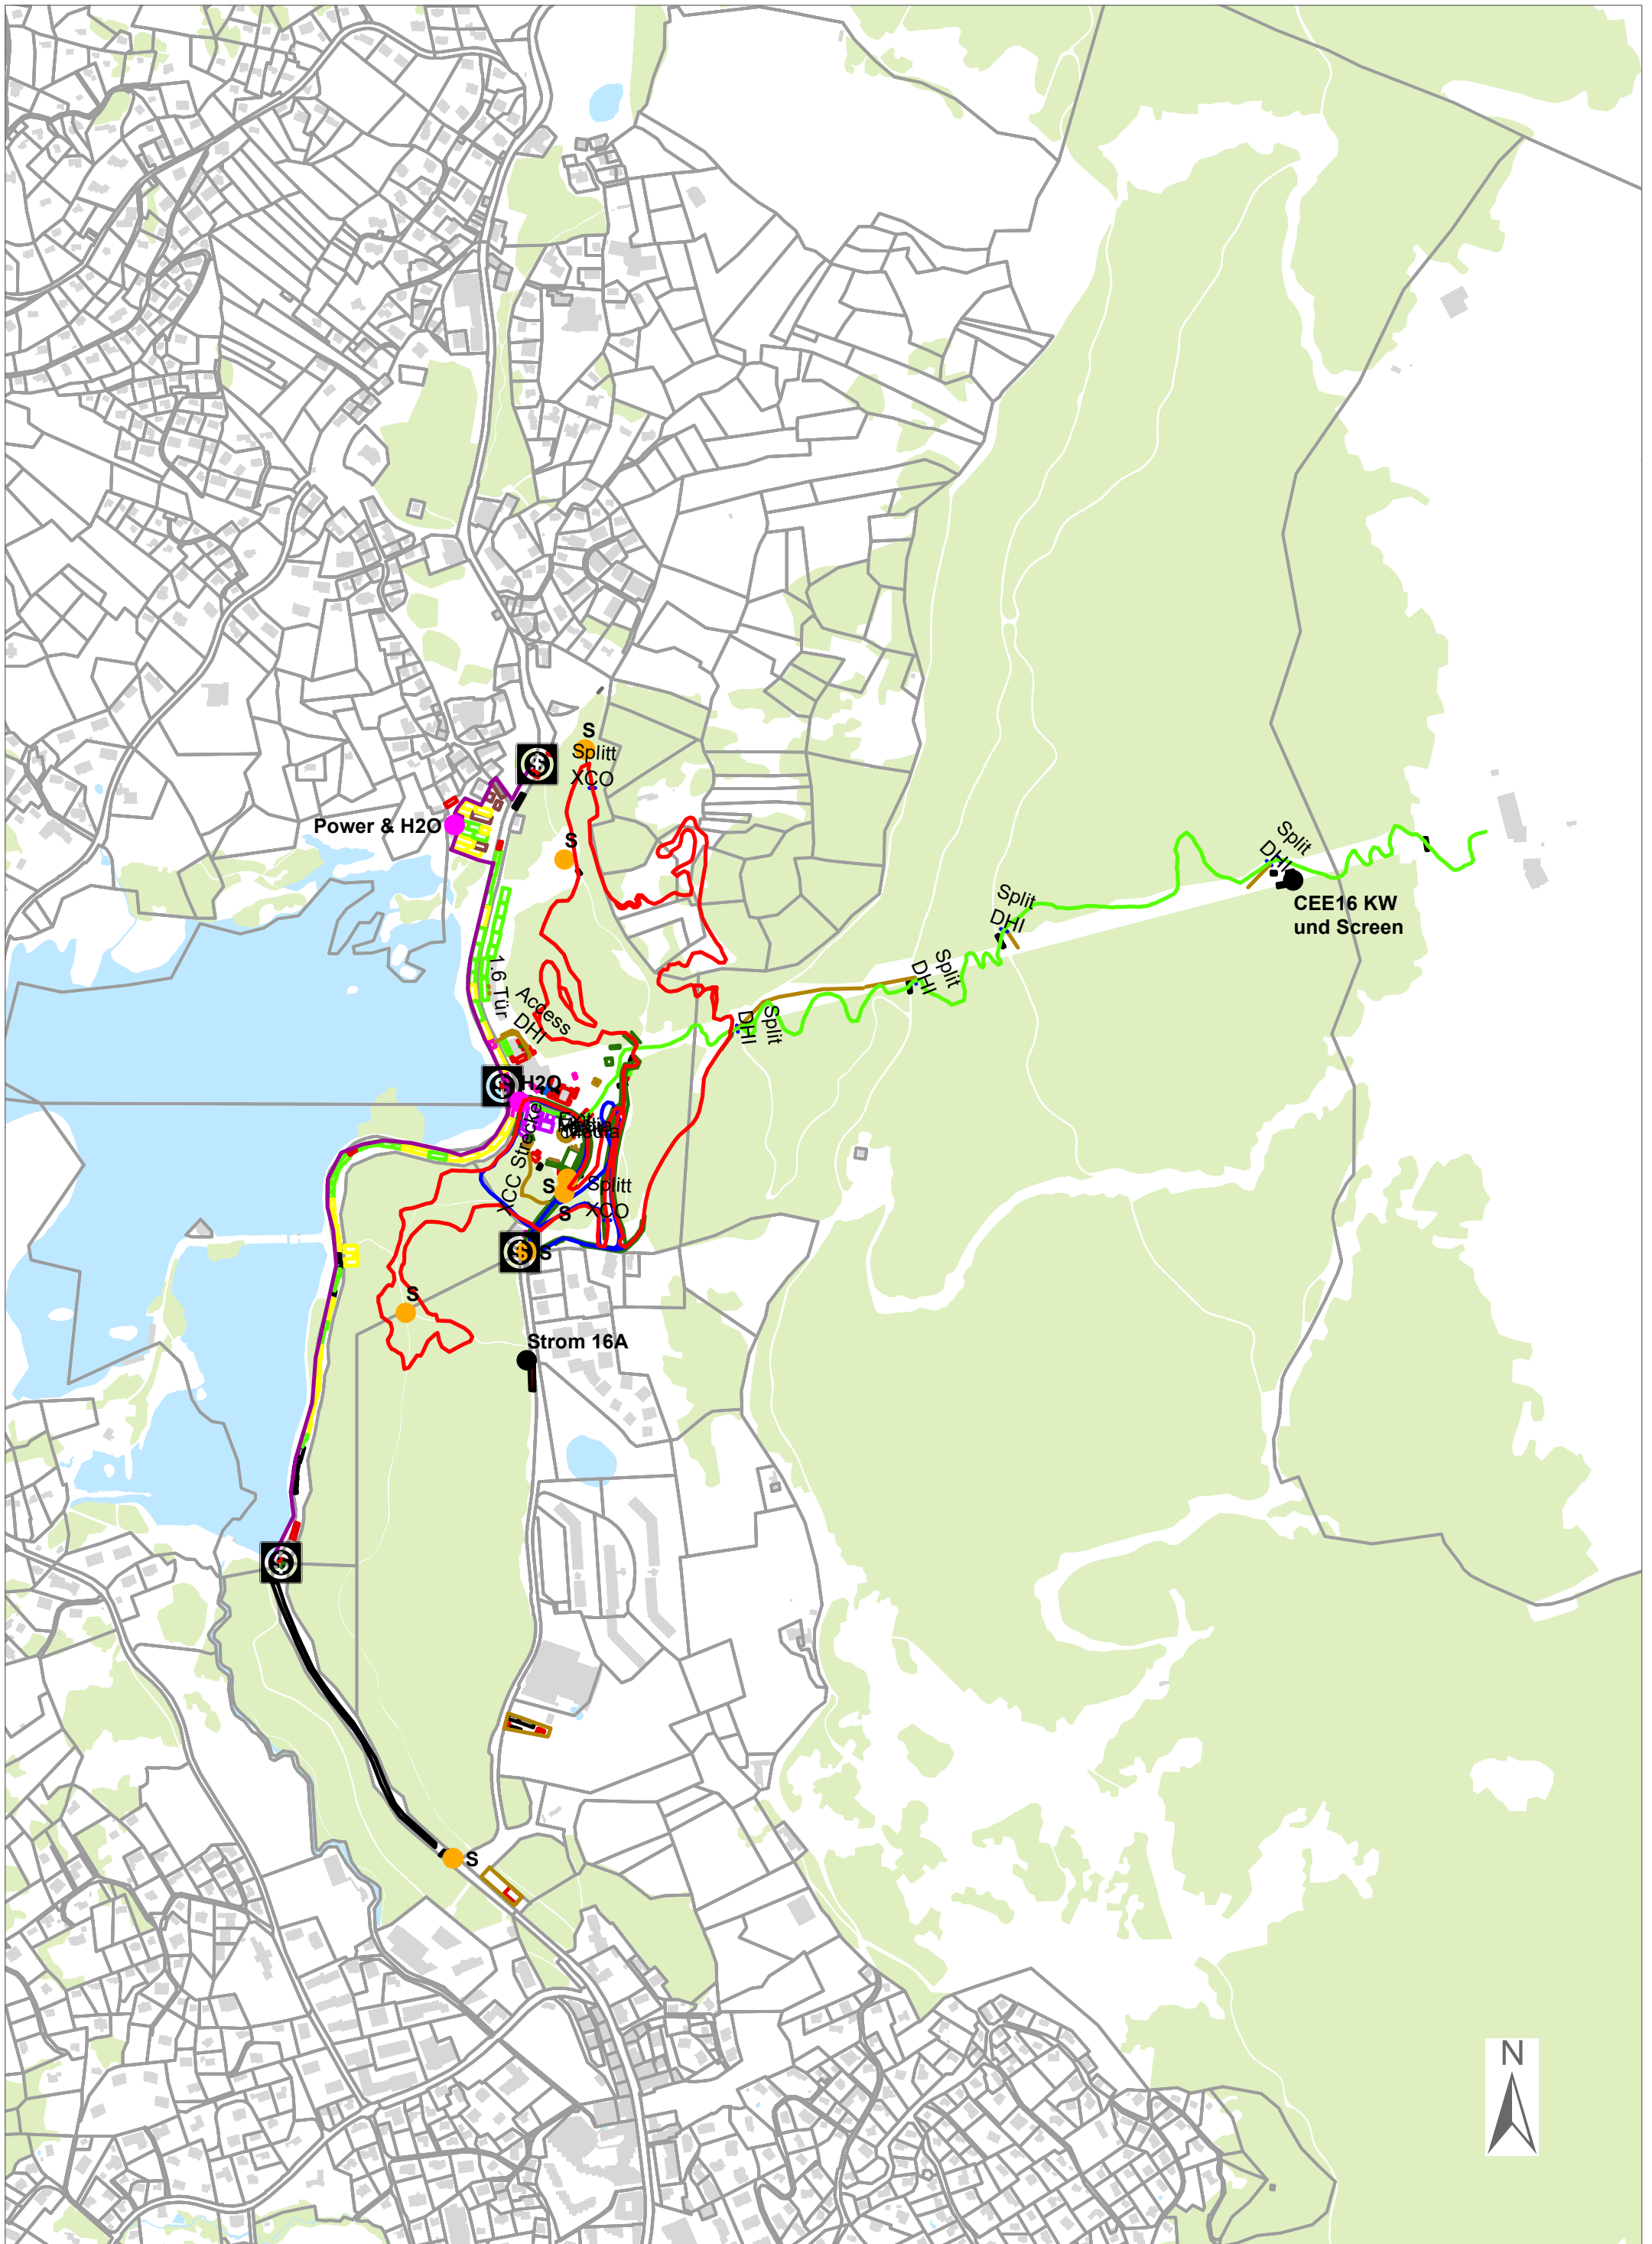 S
Splitt
XCO
S
Power & H2O
Split
DHI
CEE16 KW
und Screen
Split
DHI
Split
DHI
1.6 Tür
Access
DHI
Split
DHI
H2O
Media
XCC Strecke
S
Splitt
XCO
S
S
S
Strom 16A
S
N